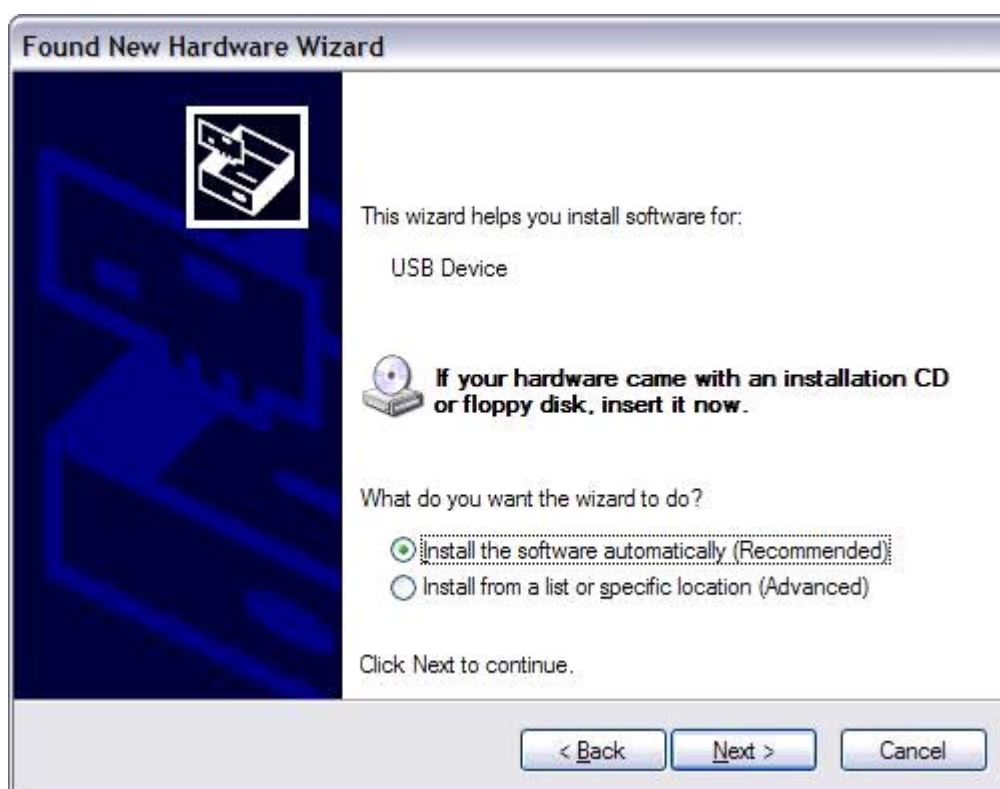 Found New Hardware Wizard
This wizard helps you install software for:
USB Device
If your hardware came with an installation CD
or floppy disk, insert it now.
What do you want the wizard to do?
Install the software automatically (Recommended)
Install from a list or specific location (Advanced)
Click Next to continue.
< Back Next > Cancel